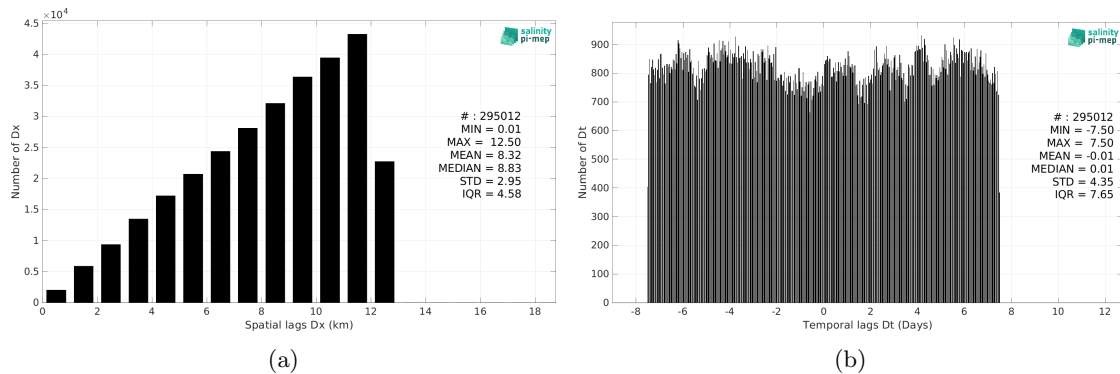 ×10⁴
4.5
4
3.5
3
2.5
2
1.5
1
0.5
0
Number of Dx
0 2 4 6 8 10 12 14 16 18
Spatial lags Dx (km)
salinity
pi-mep
# : 295012
MIN = 0.01
MAX = 12.50
MEAN = 8.32
MEDIAN = 8.83
STD = 2.95
IQR = 4.58
(a)
900
800
700
600
500
400
300
200
100
0
Number of Dt
-8 -6 -4 -2 0 2 4 6 8 10 12
Temporal lags Dt (Days)
salinity
pi-mep
# : 295012
MIN = -7.50
MAX = 7.50
MEAN = -0.01
MEDIAN = 0.01
STD = 4.35
IQR = 7.65
(b)